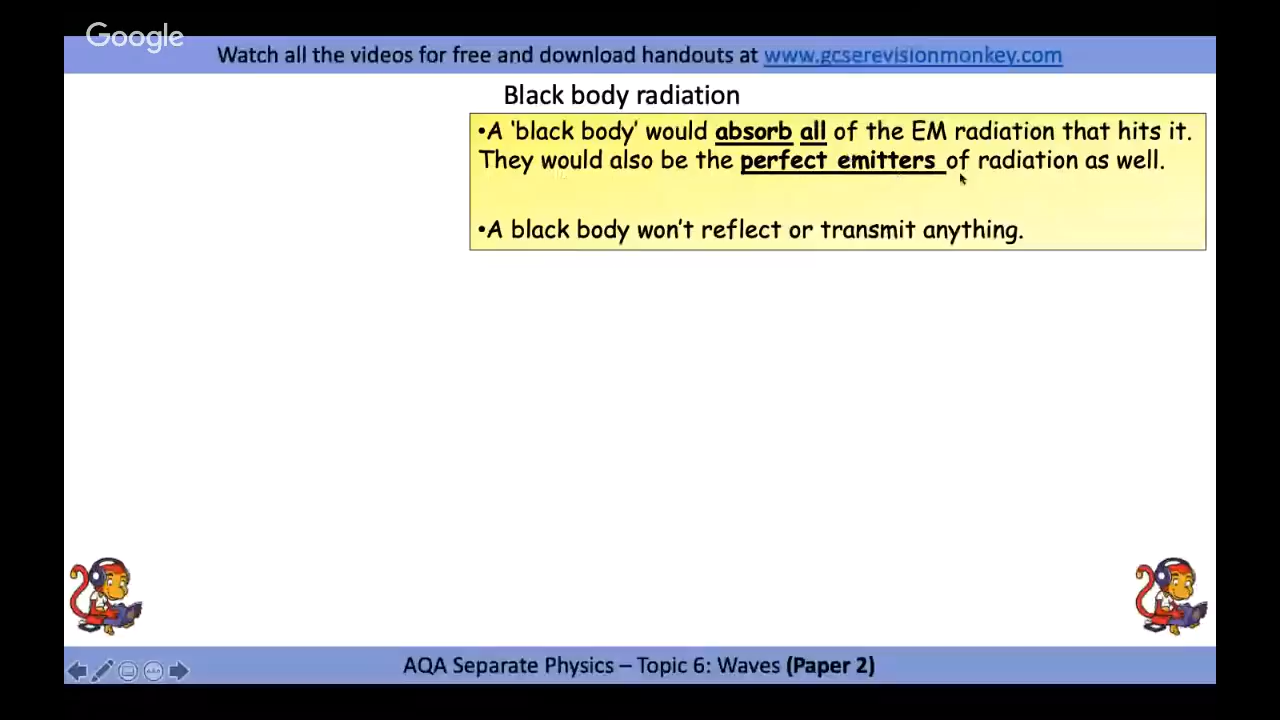 Google
Watch all the videos for free and download handouts at www.gcserevisionmonkey.com
Black body radiation
•A ‘black body’ would absorb all of the EM radiation that hits it.
They would also be the perfect emitters of radiation as well.
•A black body won’t reflect or transmit anything.
AQA Separate Physics – Topic 6: Waves (Paper 2)